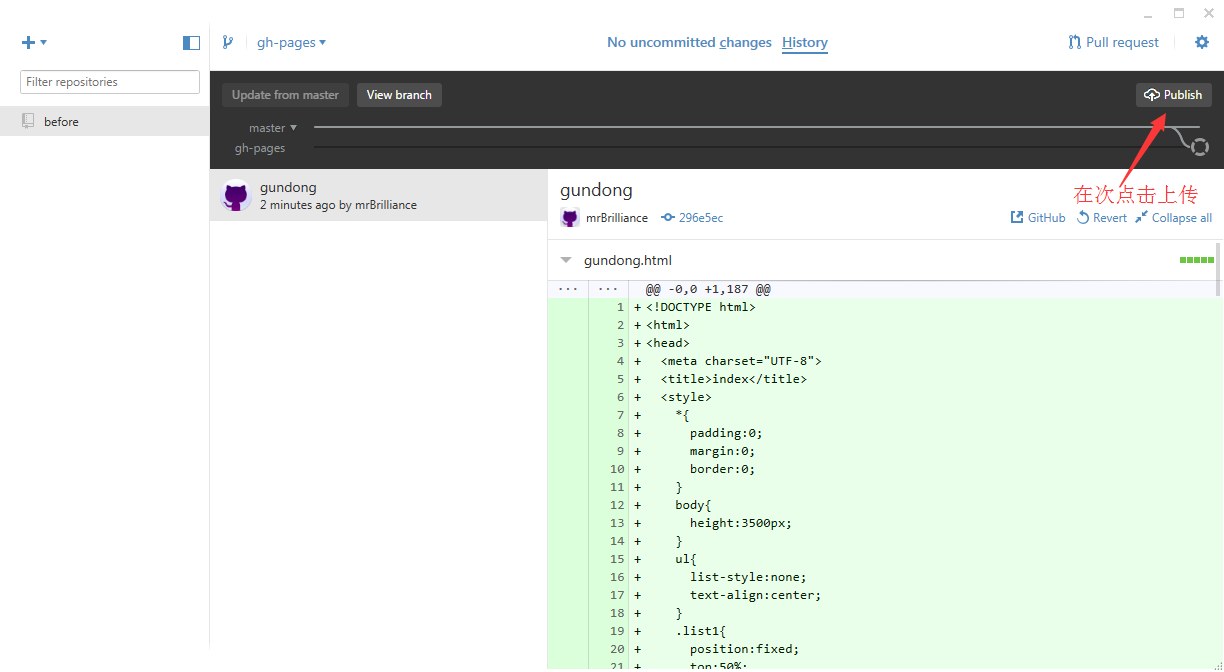 gh-pages
No uncommitted changes History
Pull request
Filter repositories
before
Update from master
View branch
Publish
master
gh-pages
在次点击上传
gundong
2 minutes ago by mrBrilliance
gundong
mrBrilliance
296e5ec
GitHub
Revert
Collapse all
gundong.html
... ... @@ -0,0 +1,187 @@
1 + <!DOCTYPE html>
2 + <html>
3 + <head>
4 + <meta charset="UTF-8">
5 + <title>index</title>
6 + <style>
7 + *{
8 + padding:0;
9 + margin:0;
10 + border:0;
11 + }
12 + body{
13 + height:3500px;
14 + }
15 + ul{
16 + list-style:none;
17 + text-align:center;
18 + }
19 + .list1{
20 + position:fixed;
21 + top:50%;